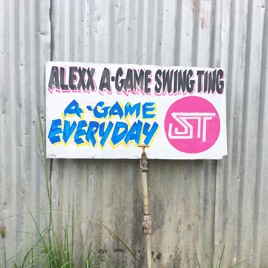 ALEXX A-GAME SWING TING
A-GAME
EVERYDAY
ST